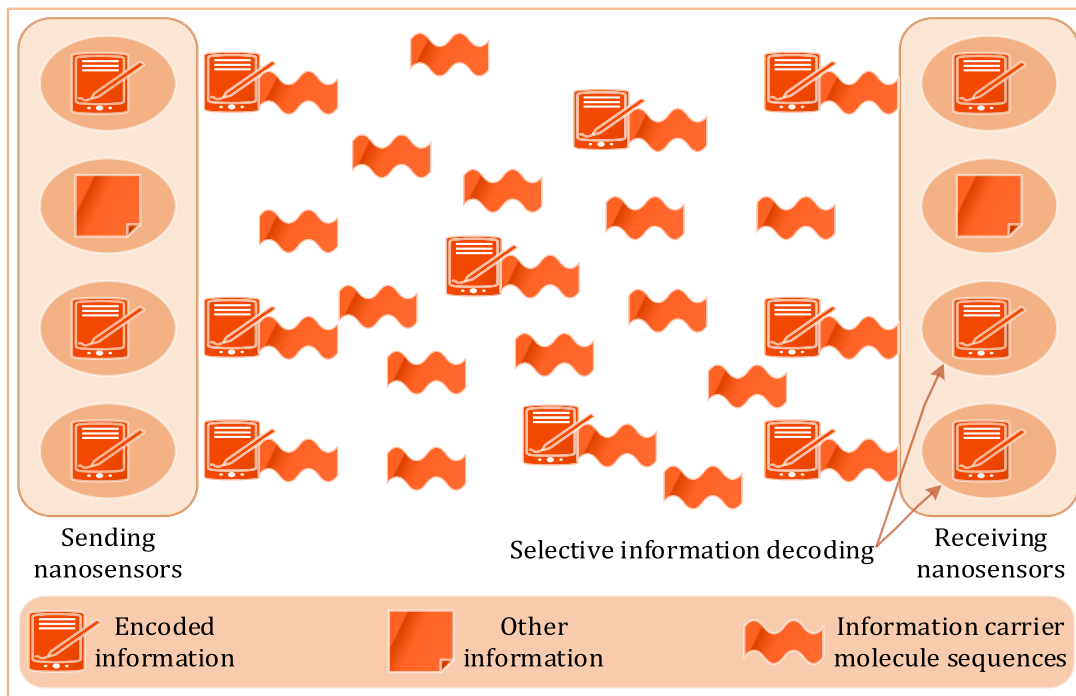 Sending
nanosensors
Selective information decoding
Receiving
nanosensors
Encoded
information
Other
information
Information carrier
molecule sequences